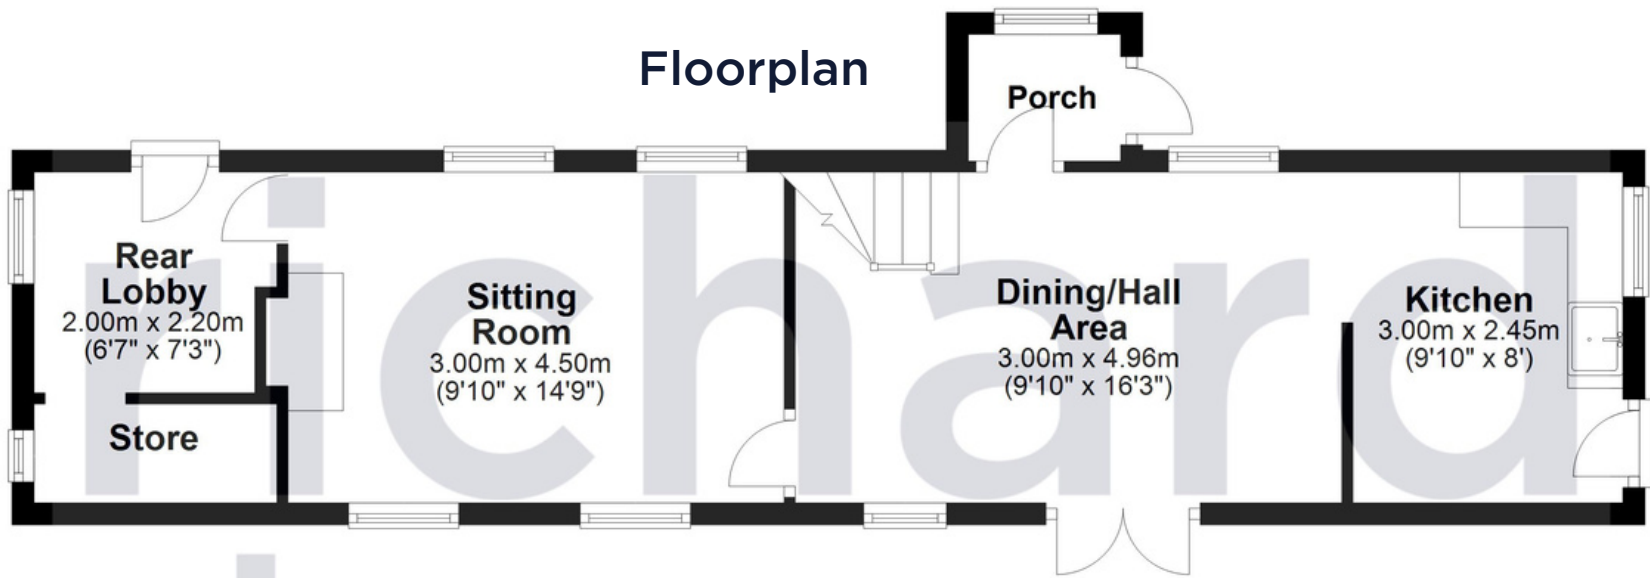 Floorplan
Porch
Rear
Lobby
2.00m x 2.20m
(6'7" x 7'3")
Store
Sitting
Room
3.00m x 4.50m
(9'10" x 14'9")
Dining/Hall
Area
3.00m x 4.96m
(9'10" x 16'3")
Kitchen
3.00m x 2.45m
(9'10" x 8')
richard